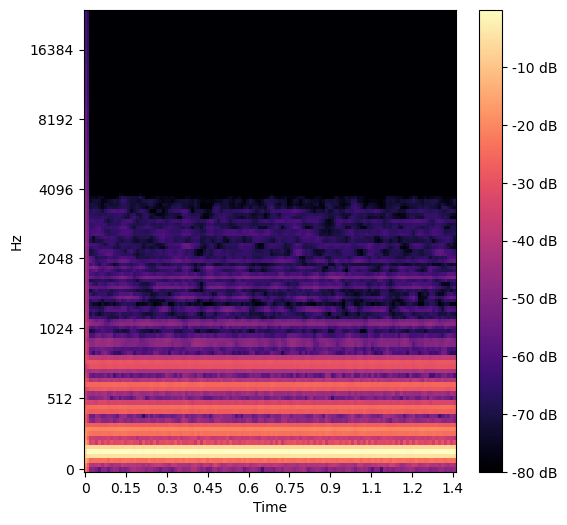 16384
8192
4096
2048
1024
512
0
Hz
0 0.15 0.3 0.45 0.6 0.75 0.9 1.1 1.2 1.4
Time
-10 dB
-20 dB
-30 dB
-40 dB
-50 dB
-60 dB
-70 dB
-80 dB